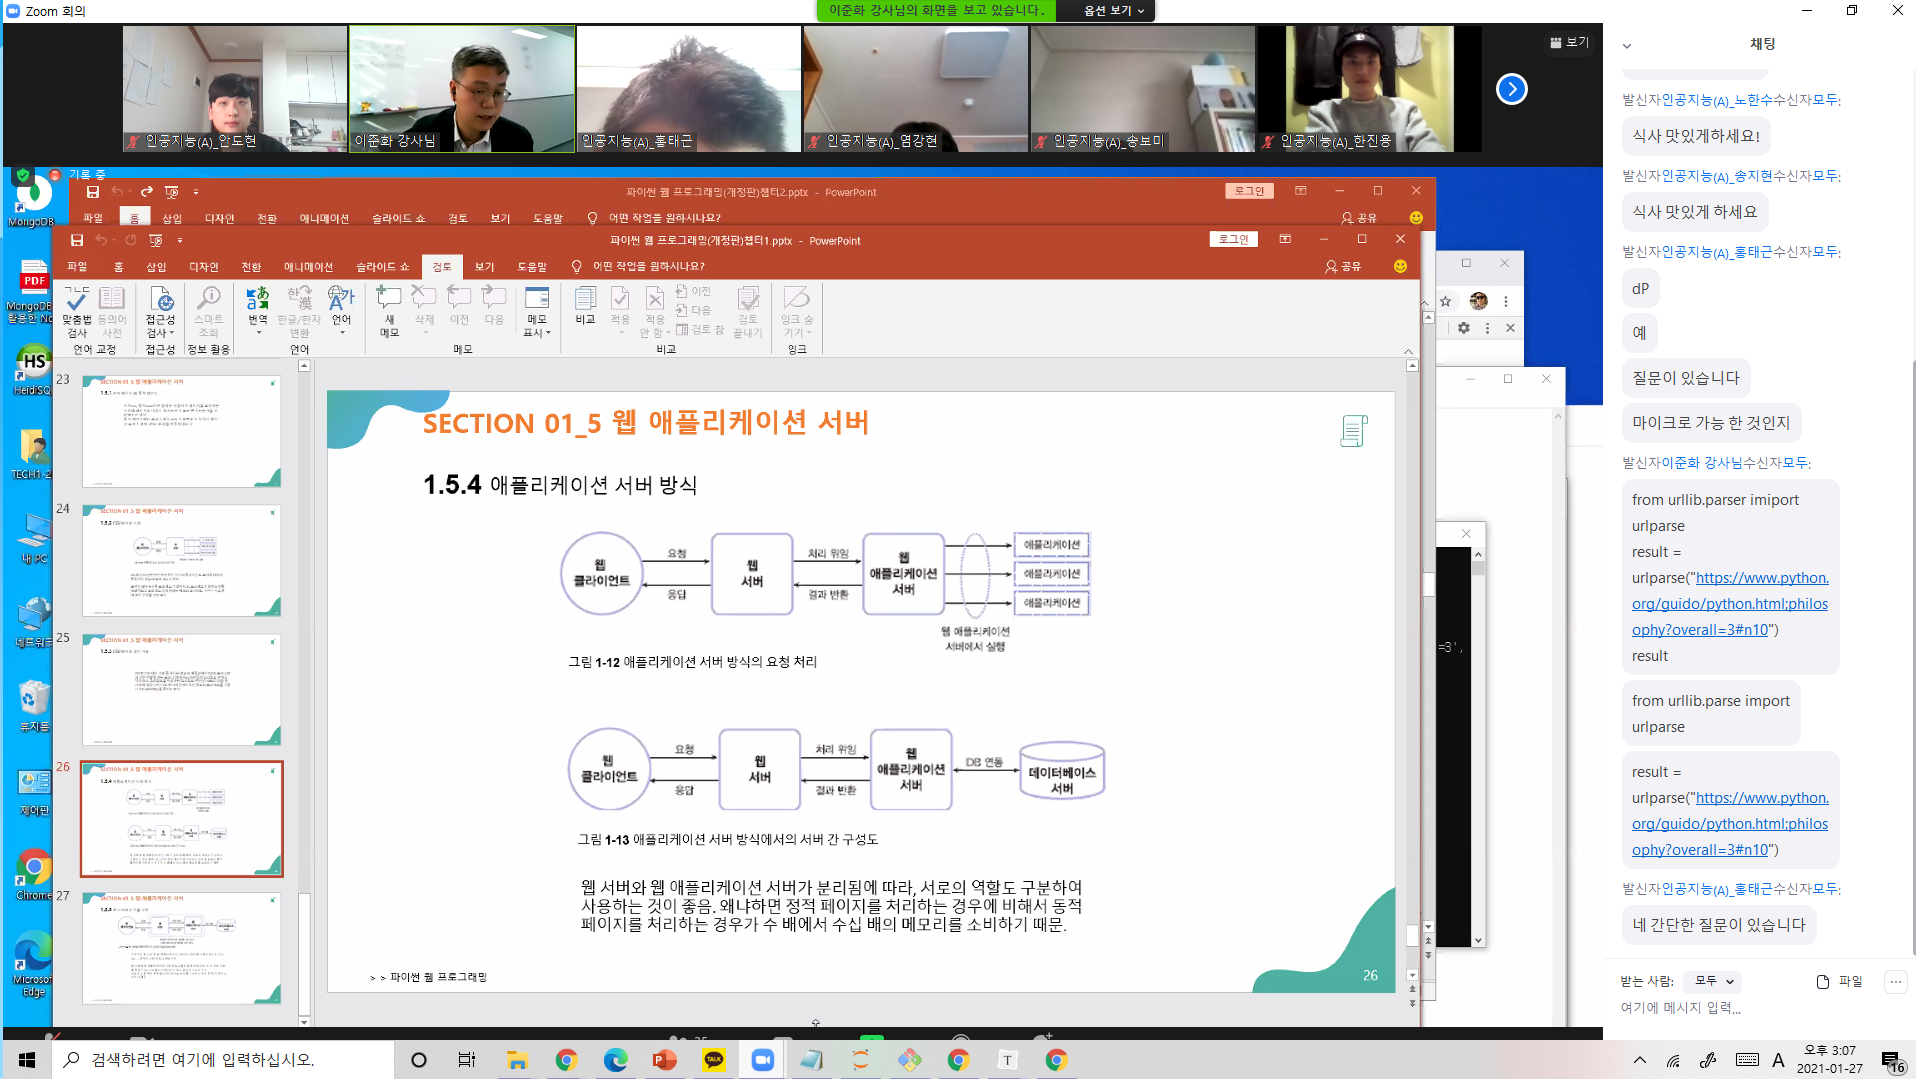 Zoom 회의
이준화 강사님의 화면을 보고 있습니다.
옵션 보기
보기
인공지능(A)_안도현
이준화 강사님
인공지능(A)_홍태근
인공지능(A)_염강현
인공지능(A)_송보미
인공지능(A)_한진용
기록 중
파이썬 웹 프로그래밍(개정판)챕터2.pptx - PowerPoint
로그인
파일 홈 삽입 디자인 전환 애니메이션 슬라이드 쇼 검토 보기 도움말 어떤 작업을 원하시나요? 공유
파이썬 웹 프로그래밍(개정판)챕터1.pptx - PowerPoint
로그인
파일 홈 삽입 디자인 전환 애니메이션 슬라이드 쇼 검토 보기 도움말 어떤 작업을 원하시나요? 공유
맞춤법 검사
동의어 사전
언어 교정
접근성 검사
접근성
스마트 조회
정보 활용
번역
한글/한자 변환
언어
언어
새 메모
삭제
이전
다음
메모 표시
메모
비교
적용
적용 안 함
이전
다음
검토 창
검토 끝내기
비교
잉크 숨기기
잉크
MongoDB
PDF
HS
HeidiSQ
TECH1-2
내 PC
네트워크
휴지통
제어판
Chrome
Microsoft
Edge
23
24
25
26
27
SECTION 01_5 웹 애플리케이션 서버
1.5.4 애플리케이션 서버 방식
웹 클라이언트
요청
응답
웹 서버
처리 위임
결과 반환
웹 애플리케이션 서버
애플리케이션
애플리케이션
애플리케이션
웹 애플리케이션
서버에서 실행
그림 1-12 애플리케이션 서버 방식의 요청 처리
웹 클라이언트
요청
응답
웹 서버
처리 위임
결과 반환
웹 애플리케이션 서버
DB 연동
데이터베이스 서버
그림 1-13 애플리케이션 서버 방식에서의 서버 간 구성도
웹 서버와 웹 애플리케이션 서버가 분리됨에 따라, 서로의 역할도 구분하여
사용하는 것이 좋음. 왜냐하면 정적 페이지를 처리하는 경우에 비해서 동적
페이지를 처리하는 경우가 수 배에서 수십 배의 메모리를 소비하기 때문.
> > 파이썬 웹 프로그래밍
26
=3',
채팅
발신자인공지능(A)_노한수수신자모두:
식사 맛있게하세요!
발신자인공지능(A)_송지현수신자모두:
식사 맛있게 하세요
발신자인공지능(A)_홍태근수신자모두:
dP
예
질문이 있습니다
마이크로 가능 한 것인지
발신자이준화 강사님수신자모두:
from urllib.parser imiport
urlparse
result =
urlparse("https://www.python.
org/guido/python.html;philos
ophy?overall=3#n10")
result
from urllib.parse import
urlparse
result =
urlparse("https://www.python.
org/guido/python.html;philos
ophy?overall=3#n10")
발신자인공지능(A)_홍태근수신자모두:
네 간단한 질문이 있습니다
받는 사람: 모두 파일
여기에 메시지 입력...
검색하려면 여기에 입력하십시오.
TALK
T
A
오후 3:07
2021-01-27
16